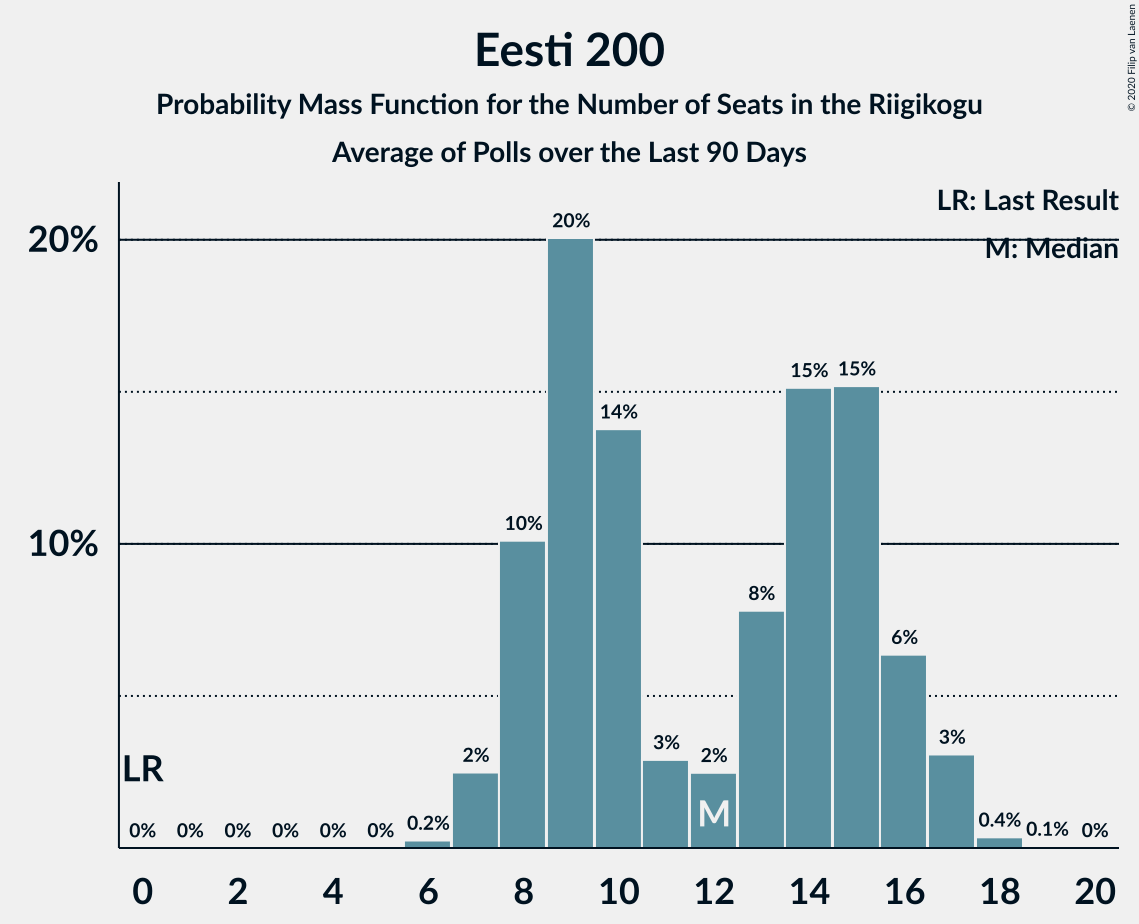 Eesti 200
Probability Mass Function for the Number of Seats in the Riigikogu
Average of Polls over the Last 90 Days
© 2020 Filip van Laenen
LR: Last Result
M: Median
20%
10%
20%
15% 15%
14%
10%
8%
6%
3%
2%
3%
2%
LR
M
0% 0% 0% 0% 0% 0% 0.2% 0.4% 0.1% 0%
0 2 4 6 8 10 12 14 16 18 20